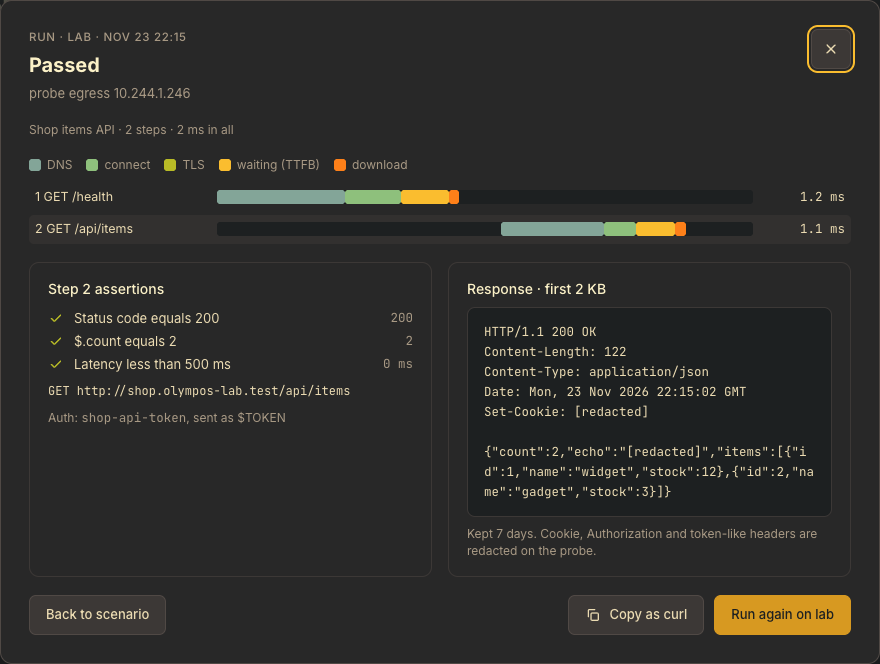 RUN · LAB · NOV 23 22:15
Passed
probe egress 10.244.1.246
Shop items API · 2 steps · 2 ms in all
DNS connect TLS waiting (TTFB) download
1 GET /health 1.2 ms
2 GET /api/items 1.1 ms
Step 2 assertions
Status code equals 200 200
$.count equals 2 2
Latency less than 500 ms 0 ms
GET http://shop.olympos-lab.test/api/items
Auth: shop-api-token, sent as $TOKEN
Response · first 2 KB
HTTP/1.1 200 OK
Content-Length: 122
Content-Type: application/json
Date: Mon, 23 Nov 2026 22:15:02 GMT
Set-Cookie: [redacted]
{"count":2,"echo":"[redacted]","items":[{"i
d":1,"name":"widget","stock":12},{"id":2,"na
me":"gadget","stock":3}]}
Kept 7 days. Cookie, Authorization and token-like headers are
redacted on the probe.
Back to scenario
Copy as curl
Run again on lab